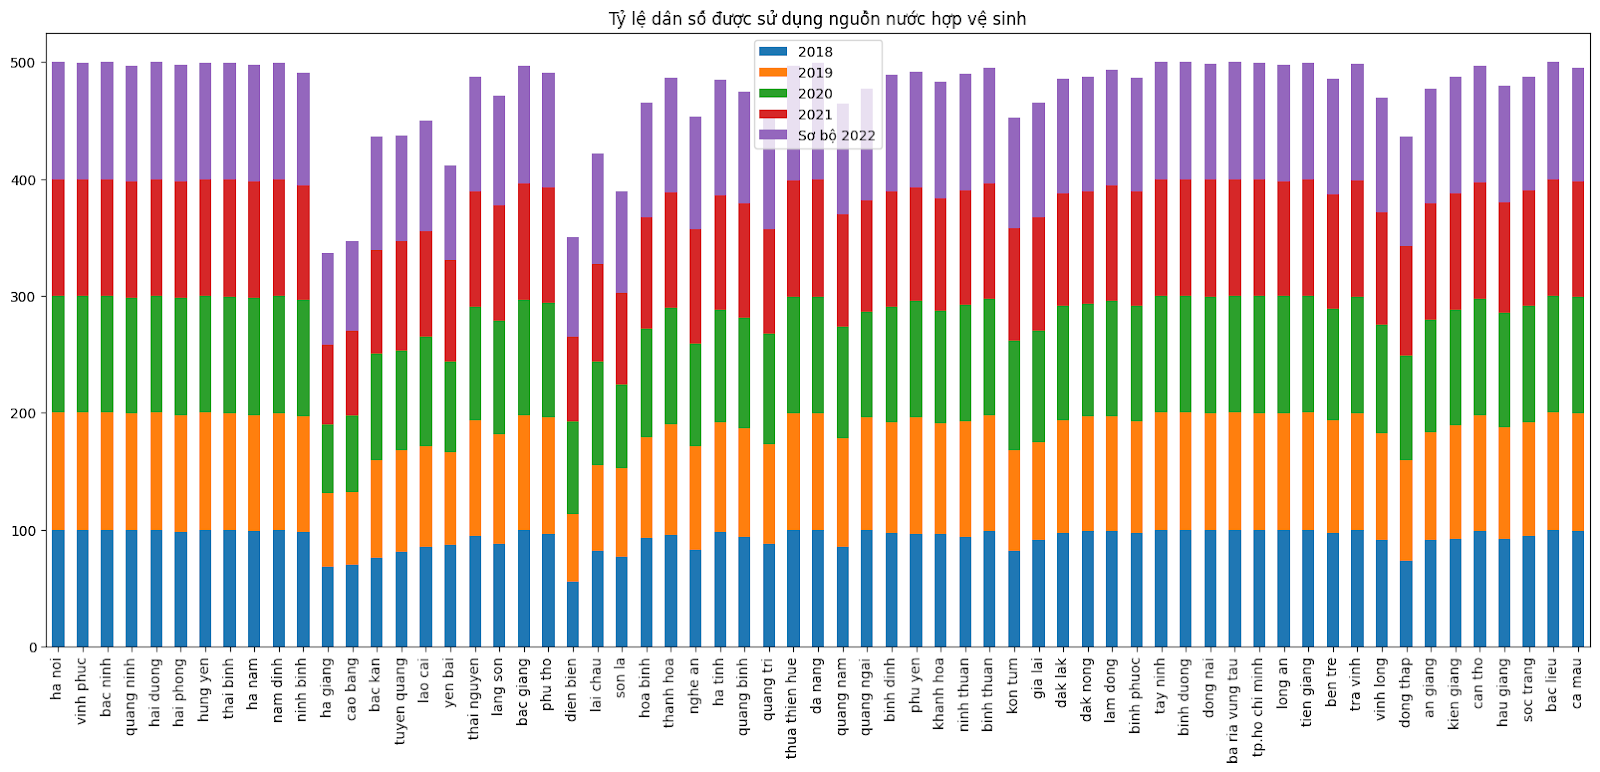 Tỷ lệ dân số được sử dụng nguồn nước hợp vệ sinh
2018
2019
2020
2021
Sơ bộ 2022
500
400
300
200
100
0
ha noi
vinh phuc
bac ninh
quang ninh
hai duong
hai phong
hung yen
thai binh
ha nam
nam dinh
ninh binh
ha giang
cao bang
bac kan
tuyen quang
lao cai
yen bai
thai nguyen
lang son
bac giang
phu tho
dien bien
lai chau
son la
hoa binh
thanh hoa
nghe an
ha tinh
quang binh
quang tri
thua thien hue
da nang
quang nam
quang ngai
binh dinh
phu yen
khanh hoa
ninh thuan
binh thuan
kon tum
gia lai
dak lak
dak nong
lam dong
binh phuoc
tay ninh
binh duong
dong nai
ba ria vung tau
tp.ho chi minh
long an
tien giang
ben tre
tra vinh
vinh long
dong thap
an giang
kien giang
can tho
hau giang
soc trang
bac lieu
ca mau